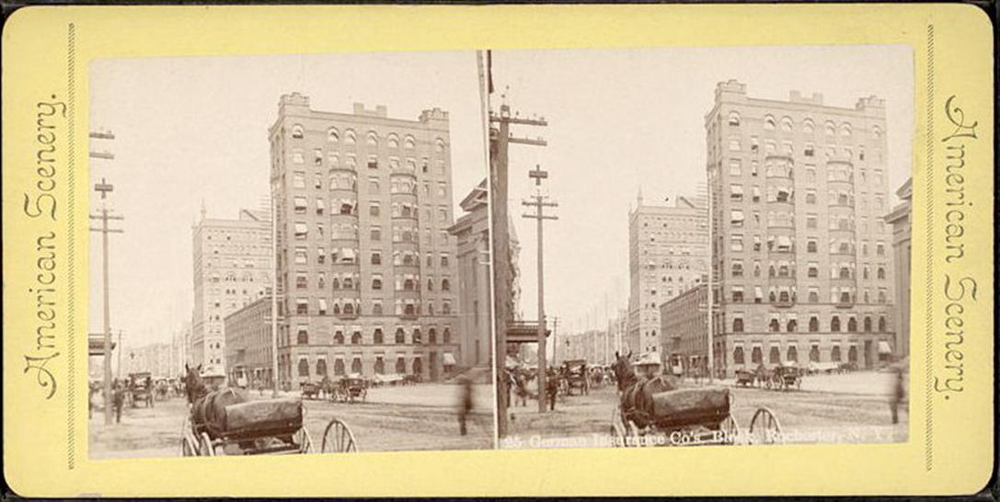 American Scenery.
25 German Insurance Co's. Block, Rochester, N. Y.
American Scenery.